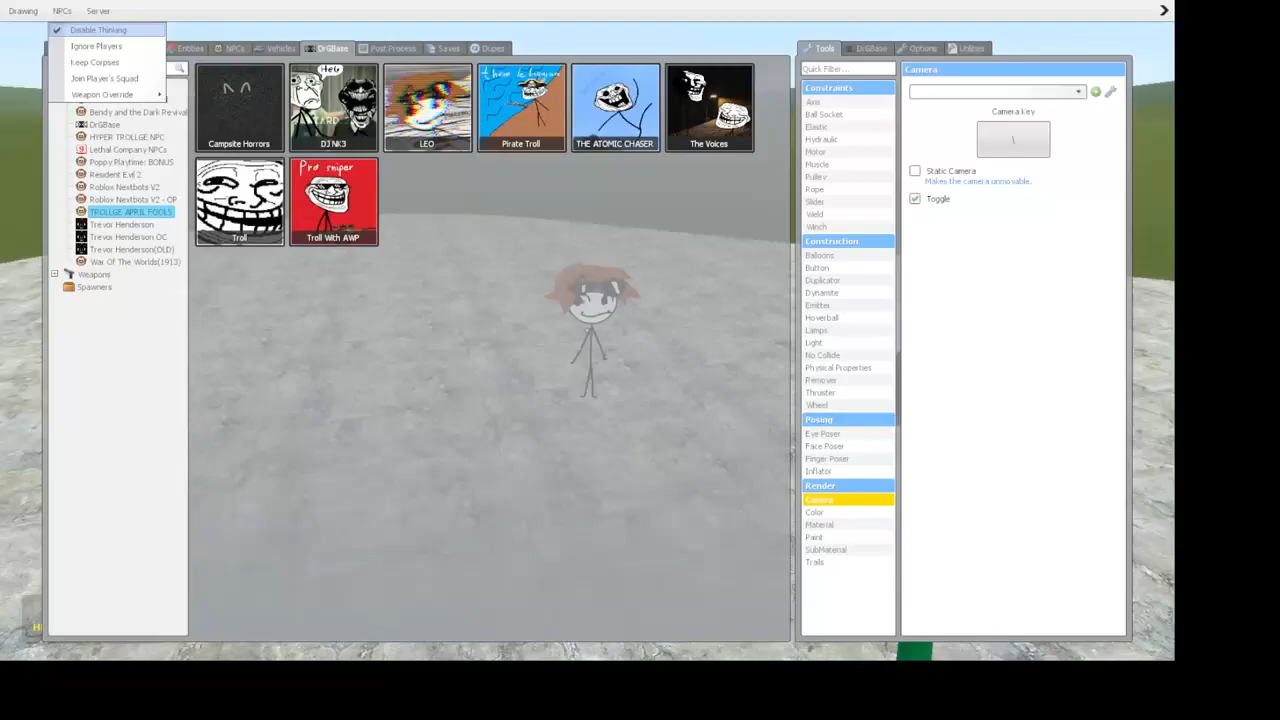 Drawing NPCs Server
Disable Thinking
Ignore Players
Keep Corpses
Join Player's Squad
Weapon Override
Entities NPCs Vehicles DrGBase Post Process Saves Dupes
Bendy and the Dark Revival
DrGBase
HYPER TROLLGE NPC
Lethal Company NPCs
Poppy Playtime: BONUS
Resident Evil 2
Roblox Nextbots V2
Roblox Nextbots V2 - OP
TROLLGE APRIL FOOLS
Trevor Henderson
Trevor Henderson OC
Trevor Henderson(OLD)
War Of The Worlds(1913)
Weapons
Spawners
Help
TARD
Campsite Horrors
DJ NK3
LEO
Pirate Troll
THE ATOMIC CHASER
The Voices
Pro sniper
Troll
Troll With AWP
Tools DrGBase Options Utilities
Quick Filter...
Constraints
Axis
Ball Socket
Elastic
Hydraulic
Motor
Muscle
Pulley
Rope
Slider
Weld
Winch
Construction
Balloons
Button
Duplicator
Dynamite
Emitter
Hoverball
Lamps
Light
No Collide
Physical Properties
Remover
Thruster
Wheel
Posing
Eye Poser
Face Poser
Finger Poser
Inflator
Render
Camera
Color
Material
Paint
SubMaterial
Trails
Camera
Camera Key
\
Static Camera
Makes the camera unmovable.
Toggle